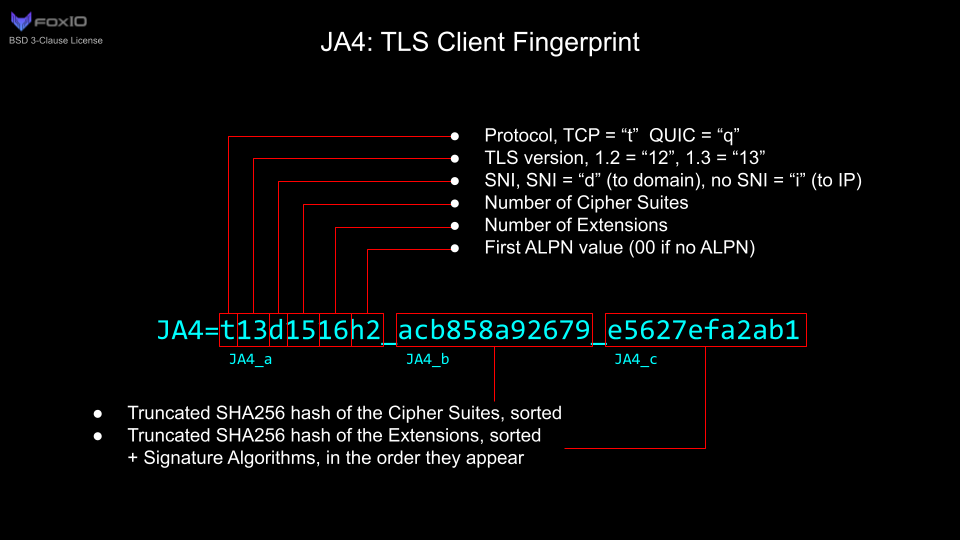 FOXIO
BSD 3-Clause License
JA4: TLS Client Fingerprint
● Protocol, TCP = “t”  QUIC = “q”
● TLS version, 1.2 = “12”, 1.3 = “13”
● SNI, SNI = “d” (to domain), no SNI = “i” (to IP)
● Number of Cipher Suites
● Number of Extensions
● First ALPN value (00 if no ALPN)
JA4=t13d1516h2_acb858a92679_e5627efa2ab1
JA4_a JA4_b JA4_c
● Truncated SHA256 hash of the Cipher Suites, sorted
● Truncated SHA256 hash of the Extensions, sorted
+ Signature Algorithms, in the order they appear